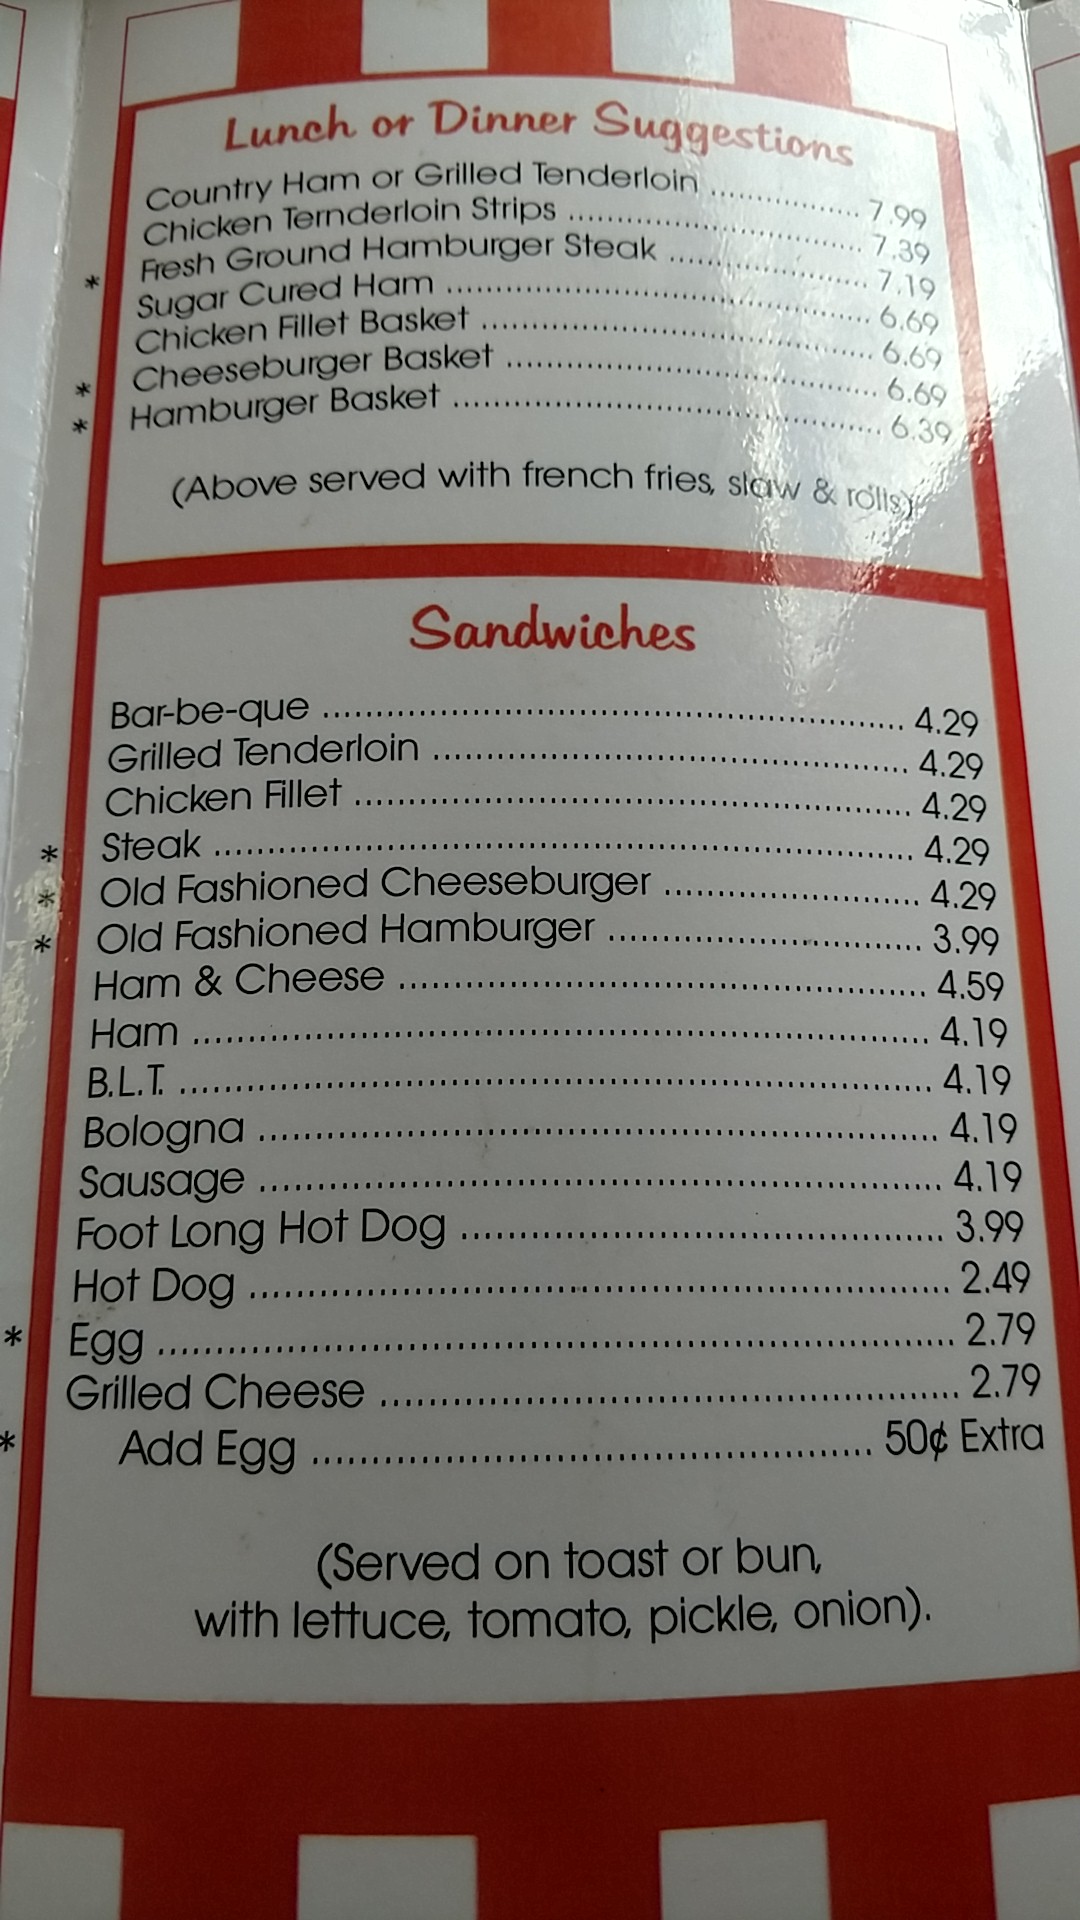 Lunch or Dinner Suggestions
Country Ham or Grilled Tenderloin ................ 7.99
Chicken Ternderloin Strips ................ 7.39
* Fresh Ground Hamburger Steak ................ 7.19
Sugar Cured Ham ................ 6.69
Chicken Fillet Basket ................ 6.69
* Cheeseburger Basket ................ 6.69
* Hamburger Basket ................ 6.39
(Above served with french fries, slaw & rolls)
Sandwiches
Bar-be-que ................ 4.29
Grilled Tenderloin ................ 4.29
Chicken Fillet ................ 4.29
* Steak ................ 4.29
* Old Fashioned Cheeseburger ................ 4.29
* Old Fashioned Hamburger ................ 3.99
Ham & Cheese ................ 4.59
Ham ................ 4.19
B.L.T. ................ 4.19
Bologna ................ 4.19
Sausage ................ 4.19
Foot Long Hot Dog ................ 3.99
Hot Dog ................ 2.49
* Egg ................ 2.79
Grilled Cheese ................ 2.79
* Add Egg ................ 50¢ Extra
(Served on toast or bun,
with lettuce, tomato, pickle, onion).